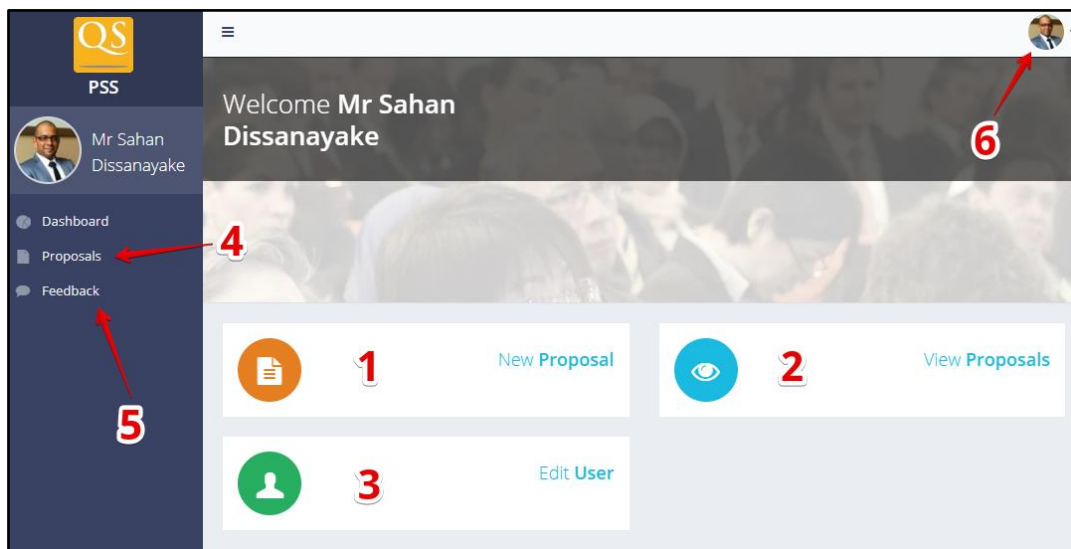 QS
PSS
Mr Sahan
Dissanayake
Dashboard
Proposals
Feedback
4
5
Welcome Mr Sahan
Dissanayake
6
1
New Proposal
2
View Proposals
3
Edit User